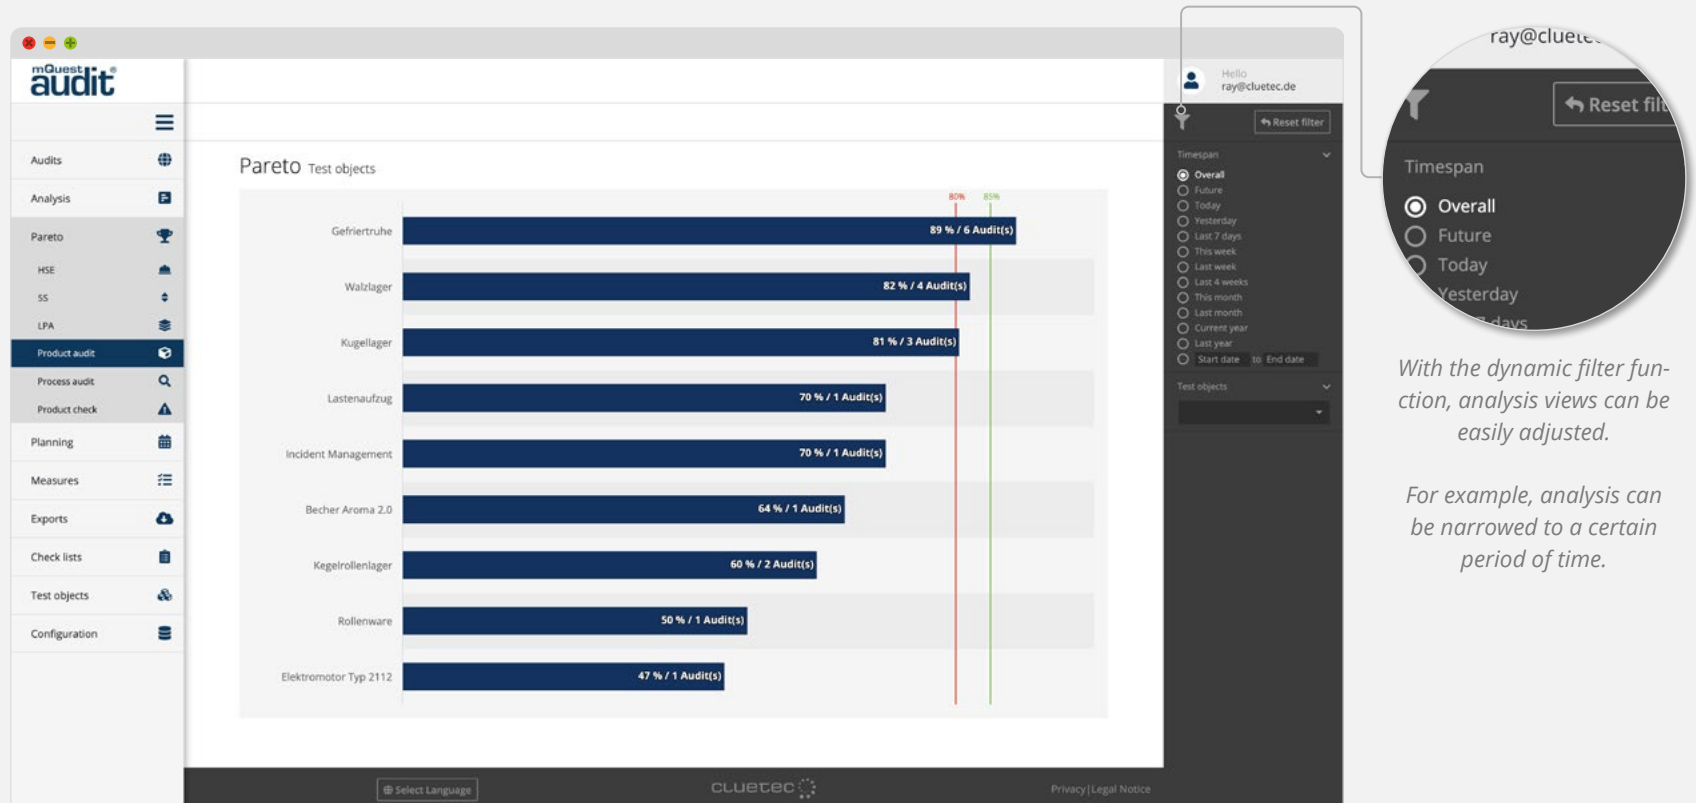 mQuest®
audit
Hello
ray@cluetec.de
Audits
Analysis
Pareto
HSE
SS
LPA
Product audit
Process audit
Product check
Planning
Measures
Exports
Check lists
Test objects
Configuration
Pareto Test objects
80% 85%
Gefriertruhe 89 % / 6 Audit(s)
Walzlager 82 % / 4 Audit(s)
Kugellager 81 % / 3 Audit(s)
Lastenaufzug 70 % / 1 Audit(s)
Incident Management 70 % / 1 Audit(s)
Becher Aroma 2.0 64 % / 1 Audit(s)
Kegelrollenlager 60 % / 2 Audit(s)
Rollenware 50 % / 1 Audit(s)
Elektromotor Typ 2112 47 % / 1 Audit(s)
Reset filter
Timespan
Overall
Future
Today
Yesterday
Last 7 days
This week
Last week
Last 4 weeks
This month
Last month
Current year
Last year
Start date to End date
Test objects
Select Language
cluetec
Privacy|Legal Notice
ray@cluetec
Reset filt
Timespan
Overall
Future
Today
Yesterday
7 days
With the dynamic filter fun-
ction, analysis views can be
easily adjusted.
For example, analysis can
be narrowed to a certain
period of time.